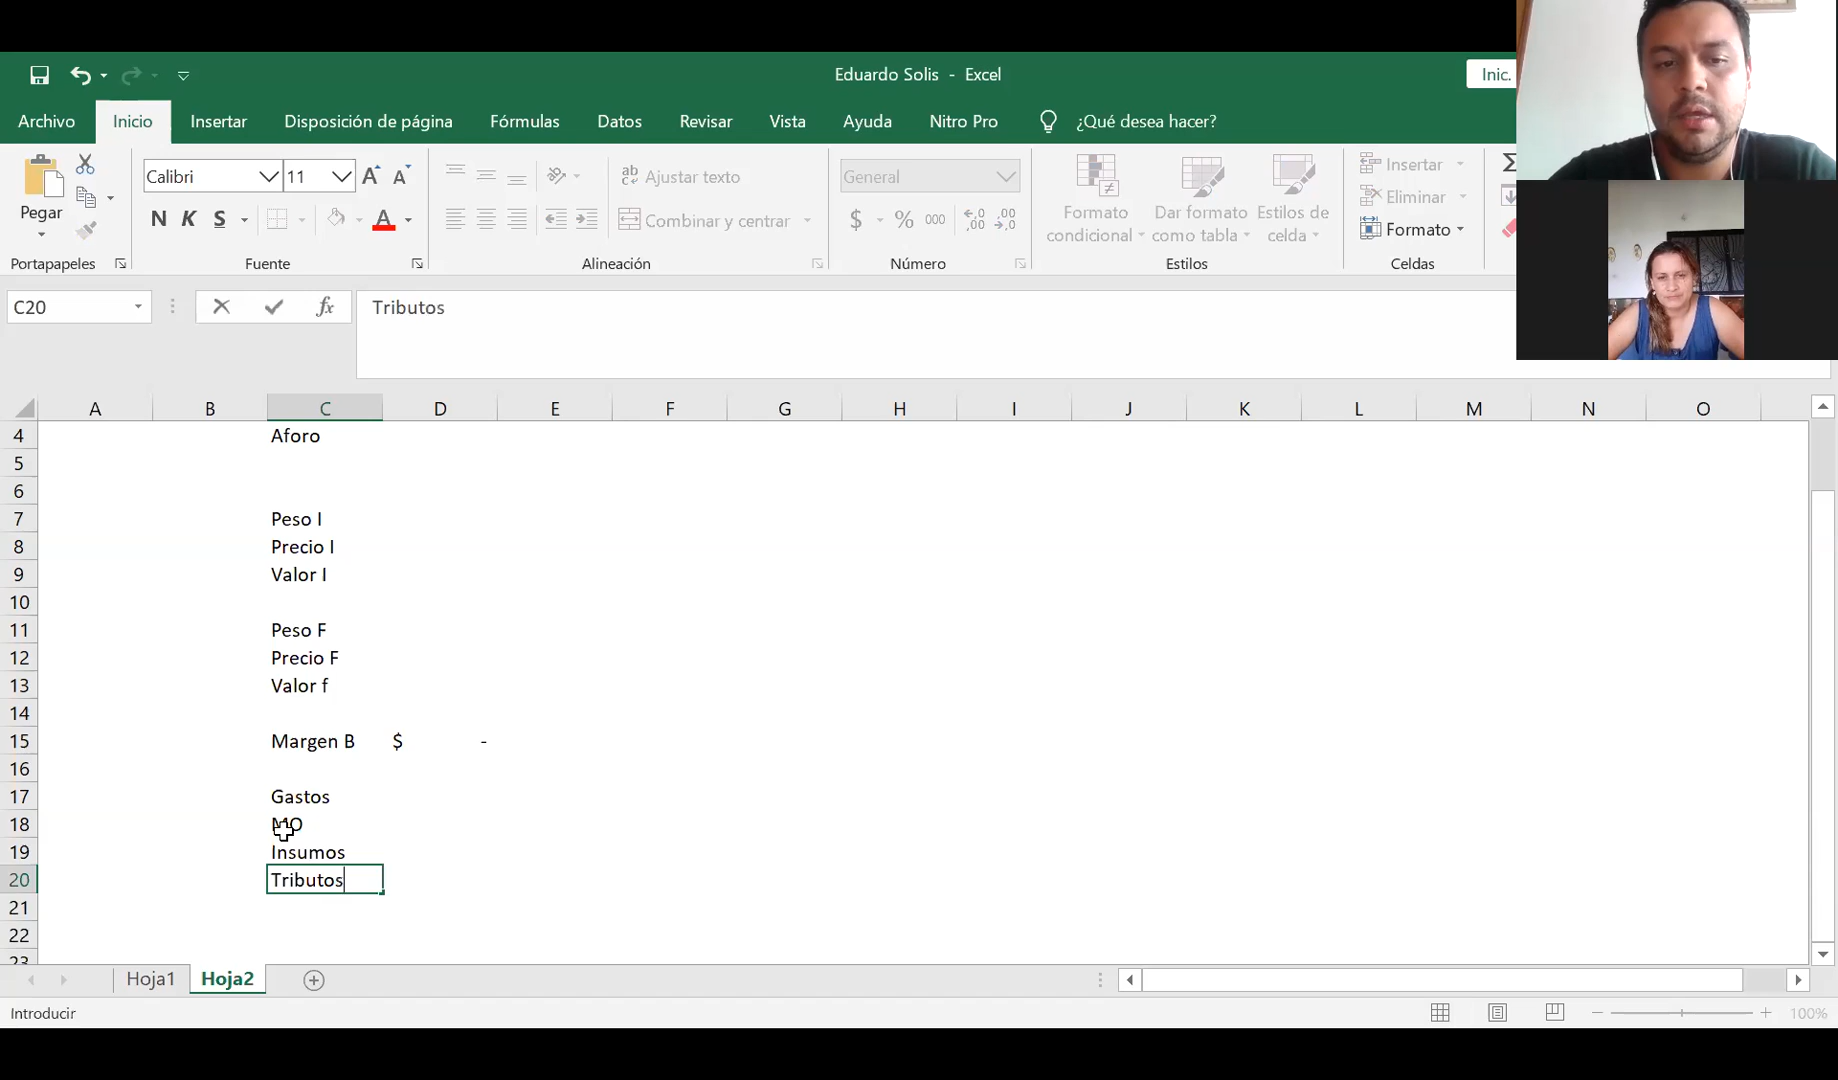 Eduardo Solis - Excel
Inic.
Archivo Inicio Insertar Disposición de página Fórmulas Datos Revisar Vista Ayuda Nitro Pro ¿Qué desea hacer?
Pegar
Calibri 11
N K S
Ajustar texto
Combinar y centrar
General
$ % 000
Formato condicional
Dar formato como tabla
Estilos de celda
Insertar
Eliminar
Formato
Portapapeles Fuente Alineación Número Estilos Celdas
C20 fx Tributos
A B C D E F G H I J K L M N O
4 Aforo
5
6
7 Peso I
8 Precio I
9 Valor I
10
11 Peso F
12 Precio F
13 Valor f
14
15 Margen B $ -
16
17 Gastos
18 MO
19 Insumos
20 Tributos
21
22
23
Hoja1 Hoja2
Introducir
100%